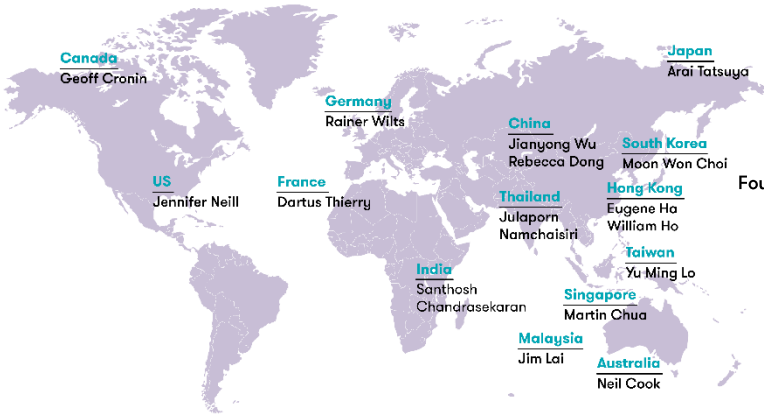 Canada
Geoff Cronin
Japan
Arai Tatsuya
Germany
Rainer Wilts
China
Jianyong Wu
Rebecca Dong
South Korea
Moon Won Choi
US
Jennifer Neill
France
Dartus Thierry
Thailand
Julaporn
Namchaisiri
Hong Kong
Eugene Ha
William Ho
Fou
Taiwan
Yu Ming Lo
India
Santhosh
Chandrasekaran
Singapore
Martin Chua
Malaysia
Jim Lai
Australia
Neil Cook